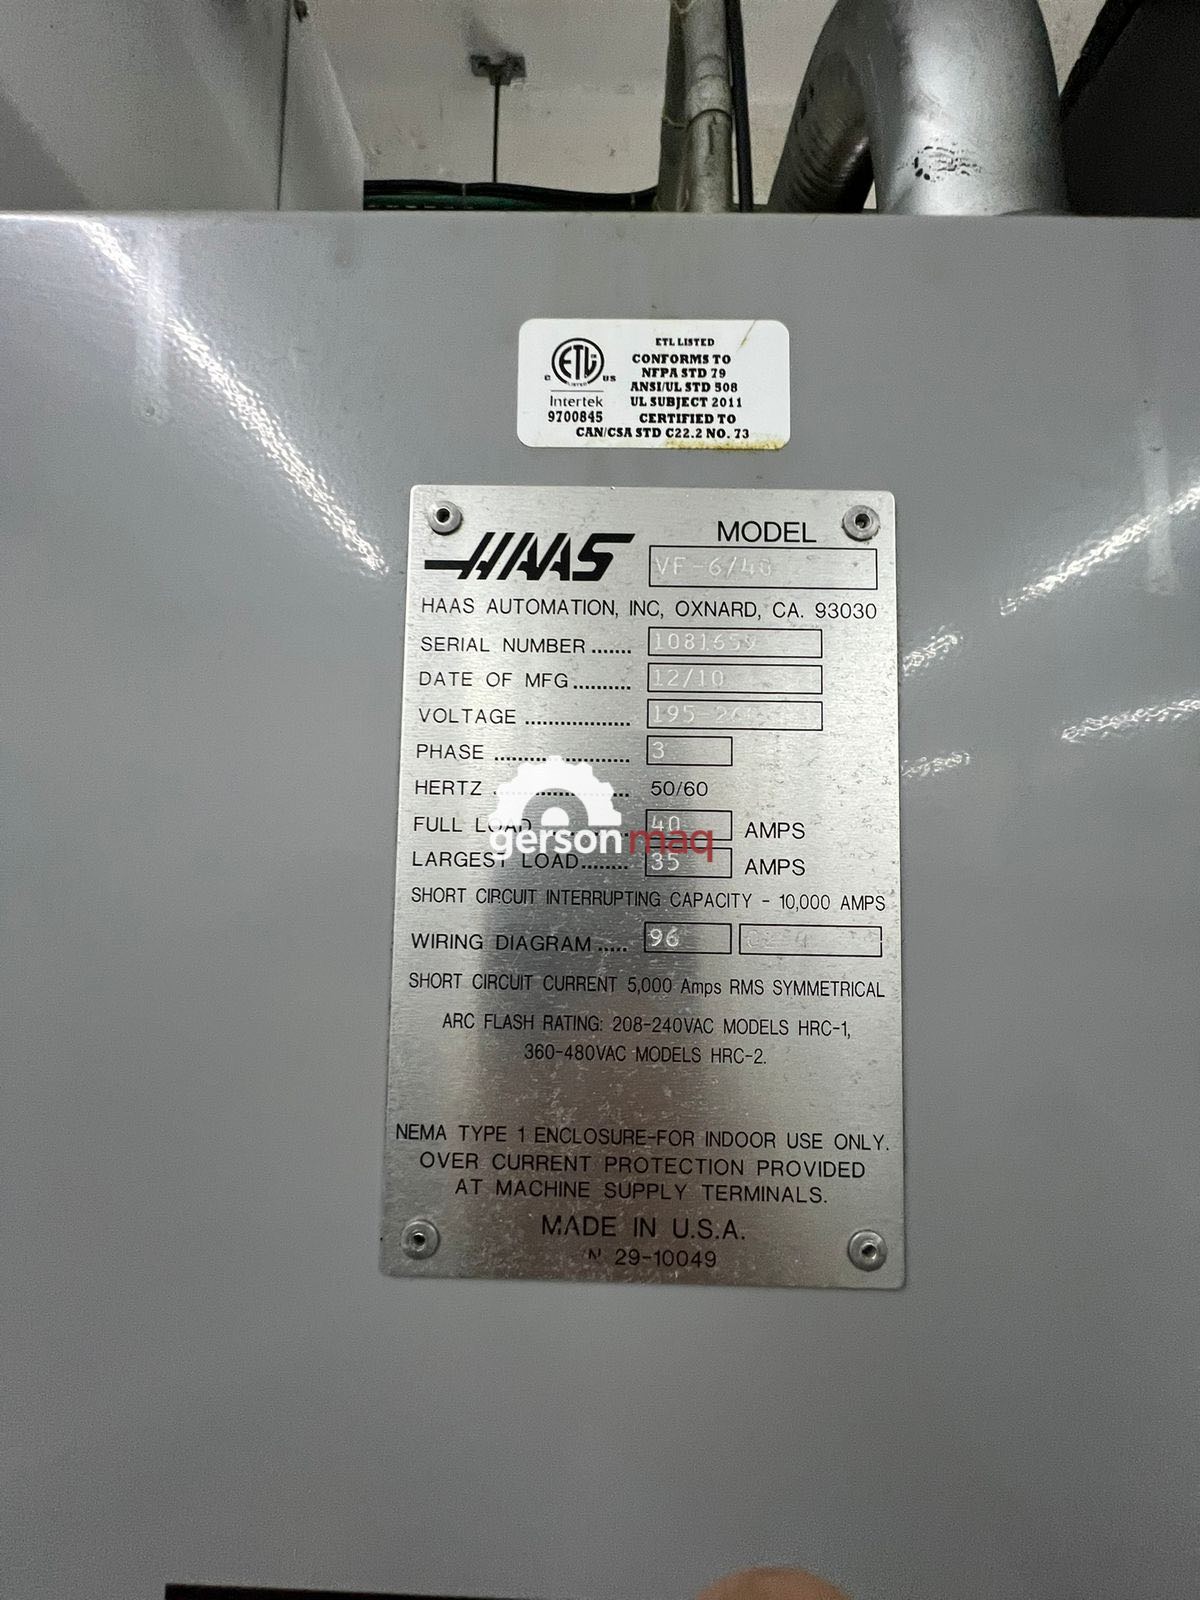 ETL LISTED
CONFORMS TO
NFPA STD 79
ANSI/UL STD 508
UL SUBJECT 2011
CERTIFIED TO
CAN/CSA STD C22.2 NO. 73
ETL
LISTED
C US
Intertek
9700845
HAAS
MODEL
VF-6/40
HAAS AUTOMATION, INC, OXNARD, CA. 93030
SERIAL NUMBER ....... 1081659
DATE OF MFG.......... 12/10
VOLTAGE .................. 195
PHASE ....................... 3
HERTZ ....................... 50/60
FULL LOAD 40 AMPS
LARGEST LOAD........ 35 AMPS
gersonmaq
SHORT CIRCUIT INTERRUPTING CAPACITY - 10,000 AMPS
WIRING DIAGRAM ..... 96
SHORT CIRCUIT CURRENT 5,000 Amps RMS SYMMETRICAL
ARC FLASH RATING: 208-240VAC MODELS HRC-1,
360-480VAC MODELS HRC-2.
NEMA TYPE 1 ENCLOSURE-FOR INDOOR USE ONLY.
OVER CURRENT PROTECTION PROVIDED
AT MACHINE SUPPLY TERMINALS.
MADE IN U.S.A.
29-10049